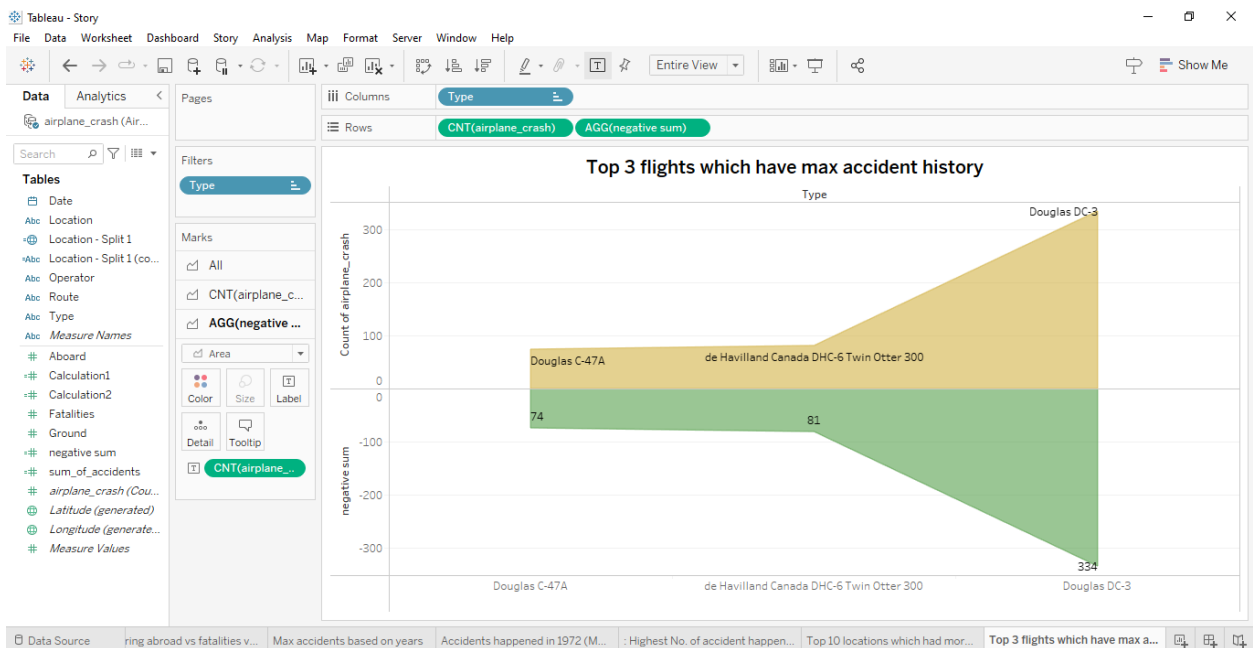 Tableau - Story
File Data Worksheet Dashboard Story Analysis Map Format Server Window Help
Entire View
Show Me
Data Analytics
airplane_crash (Air...
Search
Tables
Date
Abc Location
Location - Split 1
Abc Location - Split 1 (co...
Abc Operator
Abc Route
Abc Type
Abc Measure Names
# Aboard
=# Calculation1
=# Calculation2
# Fatalities
# Ground
=# negative sum
=# sum_of_accidents
# airplane_crash (Cou...
Latitude (generated)
Longitude (generate...
# Measure Values
Pages
Filters
Type
Marks
All
CNT(airplane_c...
AGG(negative ...
Area
Color Size Label
Detail Tooltip
CNT(airplane_..
Columns
Type
Rows
CNT(airplane_crash) AGG(negative sum)
Top 3 flights which have max accident history
Type
Count of airplane_crash
300
200
100
0
Douglas C-47A
de Havilland Canada DHC-6 Twin Otter 300
Douglas DC-3
negative sum
0
-100
-200
-300
74
81
334
Douglas C-47A de Havilland Canada DHC-6 Twin Otter 300 Douglas DC-3
Data Source ring abroad vs fatalities v... Max accidents based on years Accidents happened in 1972 (M... : Highest No. of accident happen... Top 10 locations which had mor... Top 3 flights which have max a...